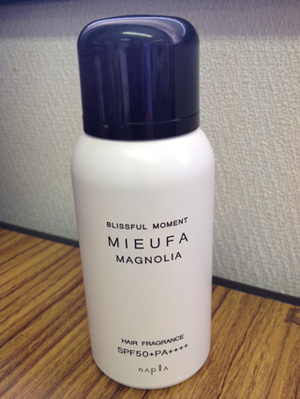 BLISSFUL MOMENT
MIEUFA
MAGNOLIA
HAIR FRAGRANCE
SPF50+PA++++
napla